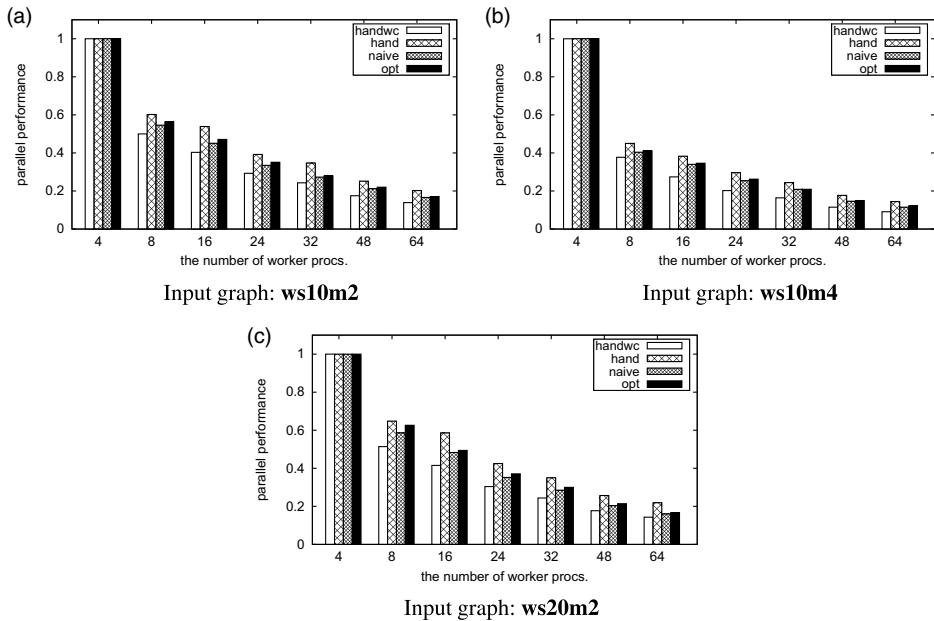 (a)
handwc
hand
naive
opt
parallel performance
1
0.8
0.6
0.4
0.2
0
4 8 16 24 32 48 64
the number of worker procs.
Input graph: ws10m2
(b)
handwc
hand
naive
opt
parallel performance
1
0.8
0.6
0.4
0.2
0
4 8 16 24 32 48 64
the number of worker procs.
Input graph: ws10m4
(c)
handwc
hand
naive
opt
parallel performance
1
0.8
0.6
0.4
0.2
0
4 8 16 24 32 48 64
the number of worker procs.
Input graph: ws20m2